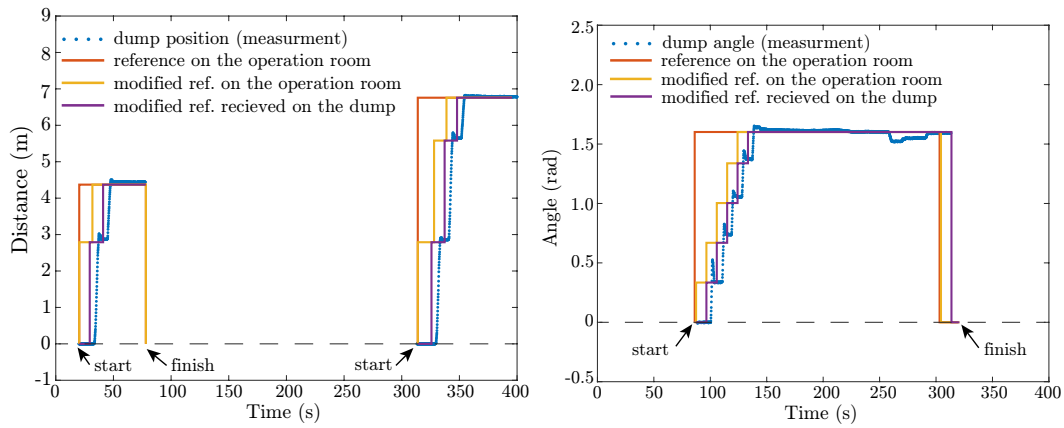 9
8
7
6
5
4
3
2
1
0
-1
Distance (m)
dump position (measurment)
reference on the operation room
modified ref. on the operation room
modified ref. recieved on the dump
start
finish
start
0 50 100 150 200 250 300 350 400
Time (s)
2.5
2.0
1.5
1.0
0.5
0
-0.5
Angle (rad)
dump angle (measurment)
reference on the operation room
modified ref. on the operation room
modified ref. recieved on the dump
start
finish
0 50 100 150 200 250 300 350 400
Time (s)